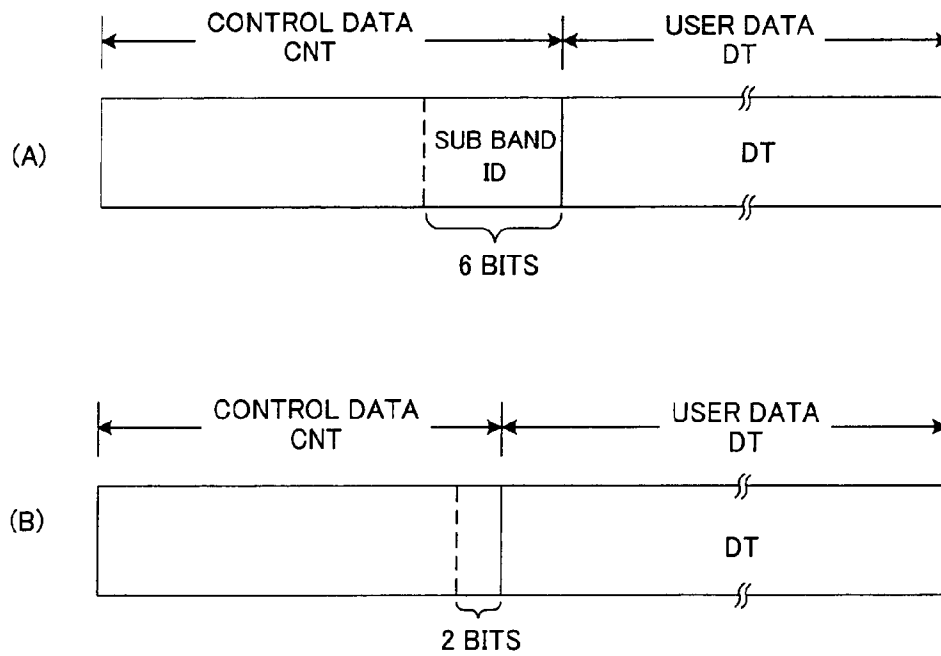 CONTROL DATA
CNT
USER DATA
DT
(A)
SUB BAND
ID
DT
6 BITS
CONTROL DATA
CNT
USER DATA
DT
(B)
DT
2 BITS